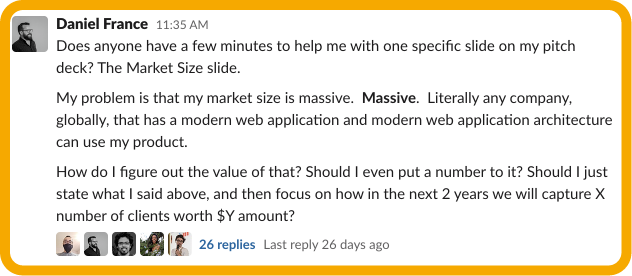 Daniel France 11:35 AM
Does anyone have a few minutes to help me with one specific slide on my pitch
deck? The Market Size slide.
My problem is that my market size is massive. Massive. Literally any company,
globally, that has a modern web application and modern web application architecture
can use my product.
How do I figure out the value of that? Should I even put a number to it? Should I just
state what I said above, and then focus on how in the next 2 years we will capture X
number of clients worth $Y amount?
26 replies Last reply 26 days ago